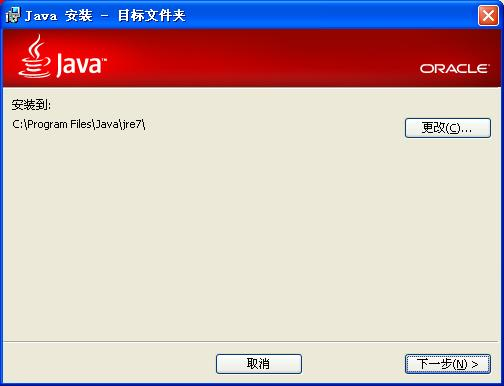 Java 安装 - 目标文件夹
Java™
ORACLE
安装到:
C:\Program Files\Java\jre7\
更改(C)...
取消
下一步(N) >